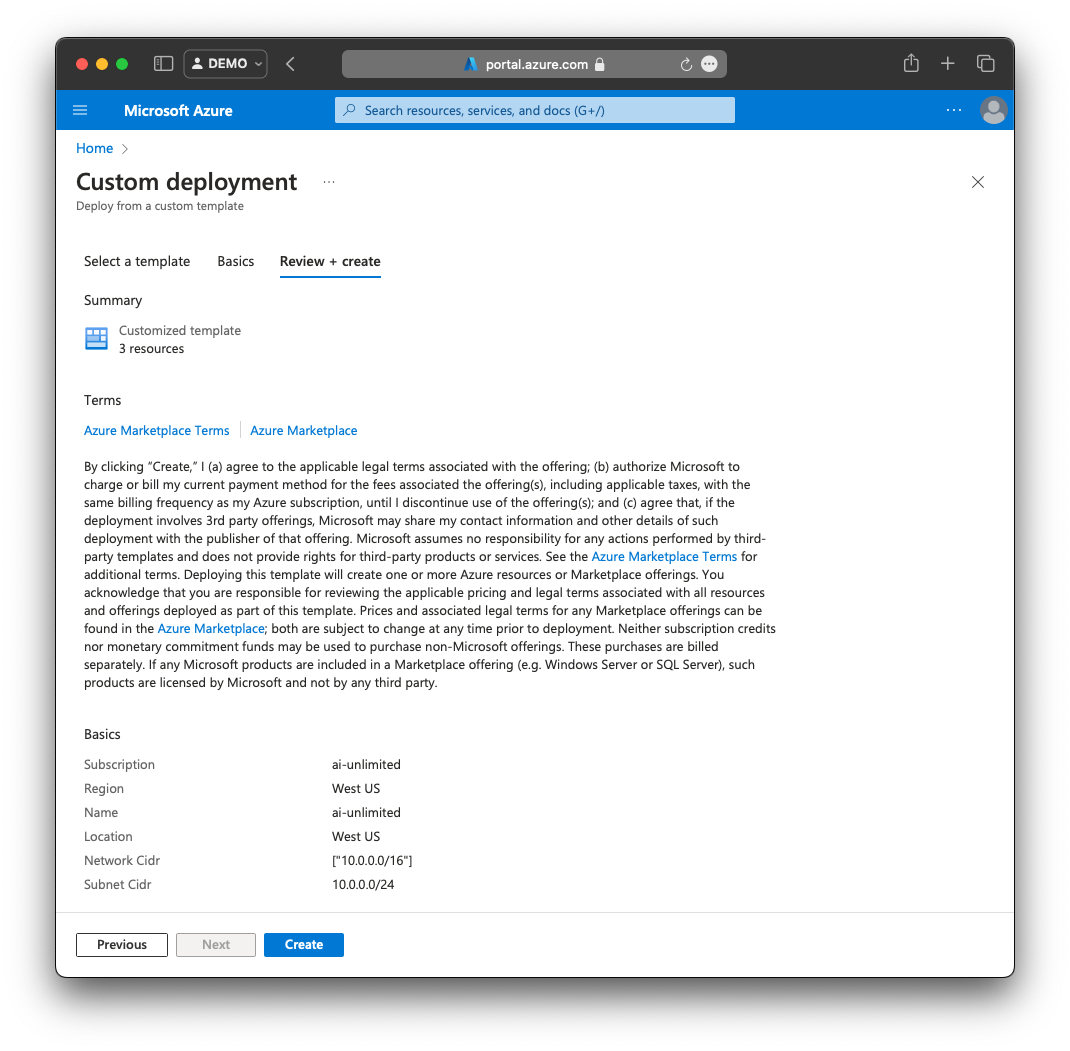 DEMO
portal.azure.com
Microsoft Azure
Search resources, services, and docs (G+/)
...
Home >
Custom deployment ...
Deploy from a custom template
Select a template
Basics
Review + create
Summary
Customized template
3 resources
Terms
Azure Marketplace Terms | Azure Marketplace
By clicking “Create,” I (a) agree to the applicable legal terms associated with the offering; (b) authorize Microsoft to
charge or bill my current payment method for the fees associated the offering(s), including applicable taxes, with the
same billing frequency as my Azure subscription, until I discontinue use of the offering(s); and (c) agree that, if the
deployment involves 3rd party offerings, Microsoft may share my contact information and other details of such
deployment with the publisher of that offering. Microsoft assumes no responsibility for any actions performed by third-
party templates and does not provide rights for third-party products or services. See the Azure Marketplace Terms for
additional terms. Deploying this template will create one or more Azure resources or Marketplace offerings. You
acknowledge that you are responsible for reviewing the applicable pricing and legal terms associated with all resources
and offerings deployed as part of this template. Prices and associated legal terms for any Marketplace offerings can be
found in the Azure Marketplace; both are subject to change at any time prior to deployment. Neither subscription credits
nor monetary commitment funds may be used to purchase non-Microsoft offerings. These purchases are billed
separately. If any Microsoft products are included in a Marketplace offering (e.g. Windows Server or SQL Server), such
products are licensed by Microsoft and not by any third party.
Basics
Subscription ai-unlimited
Region West US
Name ai-unlimited
Location West US
Network Cidr ["10.0.0.0/16"]
Subnet Cidr 10.0.0.0/24
Previous
Next
Create